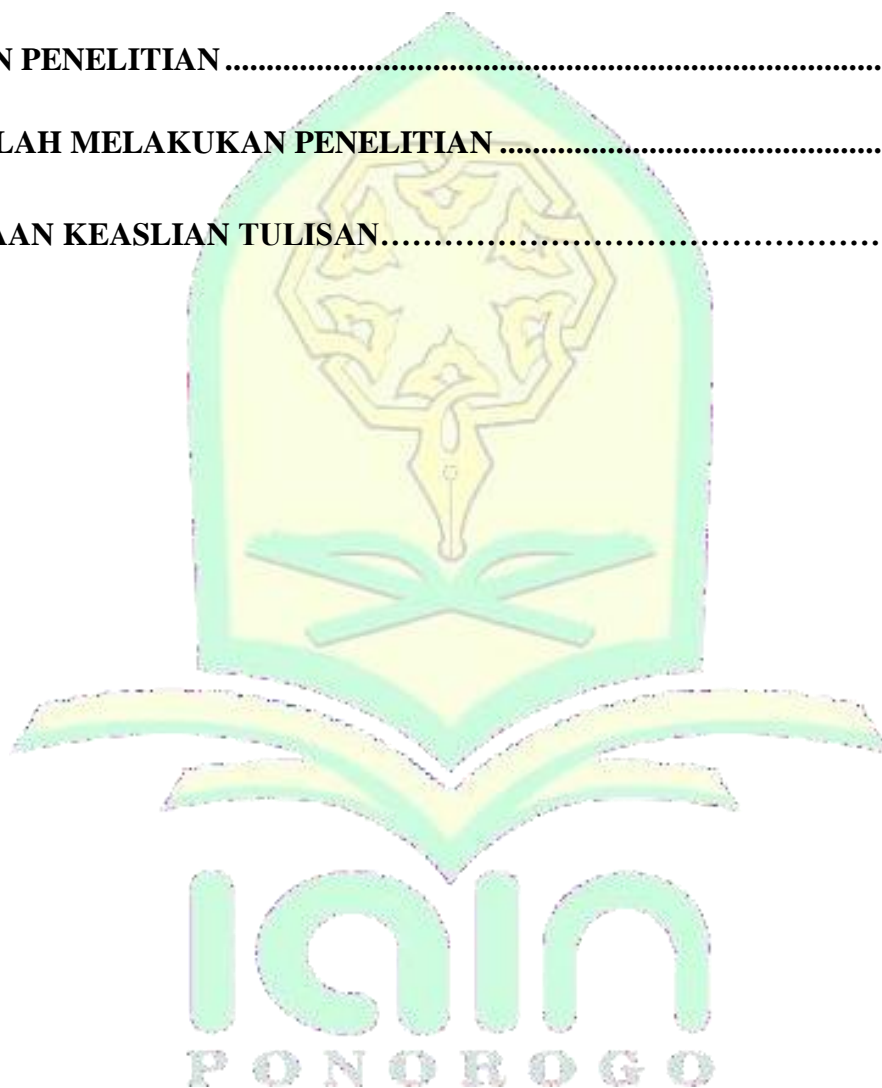 N PENELITIAN ................................................................................
LAH MELAKUKAN PENELITIAN ...............................................
AAN KEASLIAN TULISAN……………………………………………
iain
PONOROGO